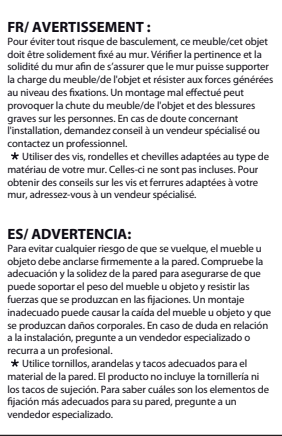 FR/ AVERTISSEMENT :
Pour éviter tout risque de basculement, ce meuble/cet objet
doit être solidement fixé au mur. Vérifier la pertinence et la
solidité du mur afin de s'assurer que le mur puisse supporter
la charge du meuble/de l'objet et résister aux forces générées
au niveau des fixations. Un montage mal effectué peut
provoquer la chute du meuble/de l'objet et des blessures
graves sur les personnes. En cas de doute concernant
l'installation, demandez conseil à un vendeur spécialisé ou
contactez un professionnel.
★ Utiliser des vis, rondelles et chevilles adaptées au type de
matériau de votre mur. Celles-ci ne sont pas incluses. Pour
obtenir des conseils sur les vis et ferrures adaptées à votre
mur, adressez-vous à un vendeur spécialisé.
ES/ ADVERTENCIA:
Para evitar cualquier riesgo de que se vuelque, el mueble u
objeto debe anclarse firmemente a la pared. Compruebe la
adecuación y la solidez de la pared para asegurarse de que
puede soportar el peso del mueble u objeto y resistir las
fuerzas que se produzcan en las fijaciones. Un montaje
inadecuado puede causar la caída del mueble u objeto y que
se produzcan daños corporales. En caso de duda en relación
a la instalación, pregunte a un vendedor especializado o
recurra a un profesional.
★ Utilice tornillos, arandelas y tacos adecuados para el
material de la pared. El producto no incluye la tornillería ni
los tacos de sujeción. Para saber cuáles son los elementos de
fijación más adecuados para su pared, pregunte a un
vendedor especializado.